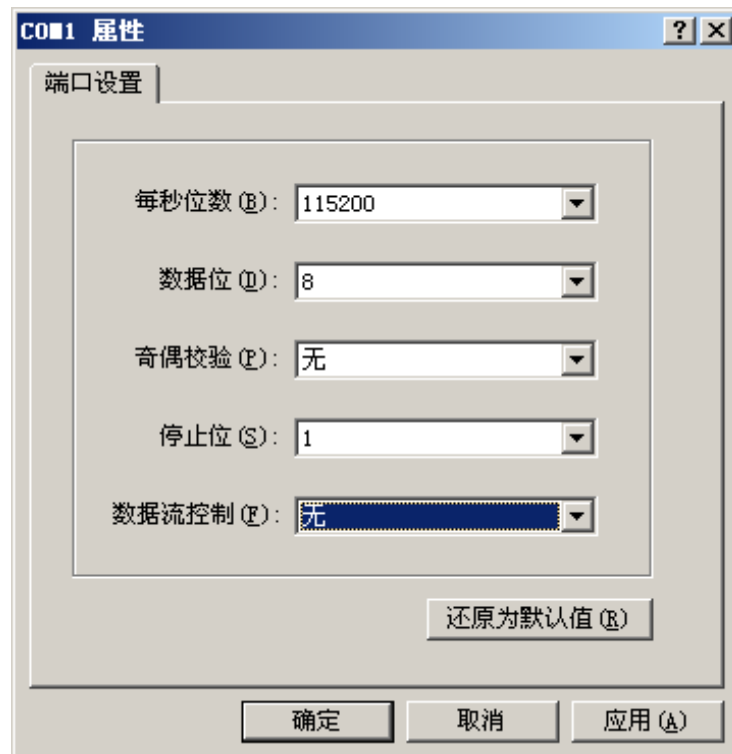 COM1 属性
端口设置
每秒位数(B): 115200
数据位(D): 8
奇偶校验(P): 无
停止位(S): 1
数据流控制(F): 无
还原为默认值(R)
确定 取消 应用(A)